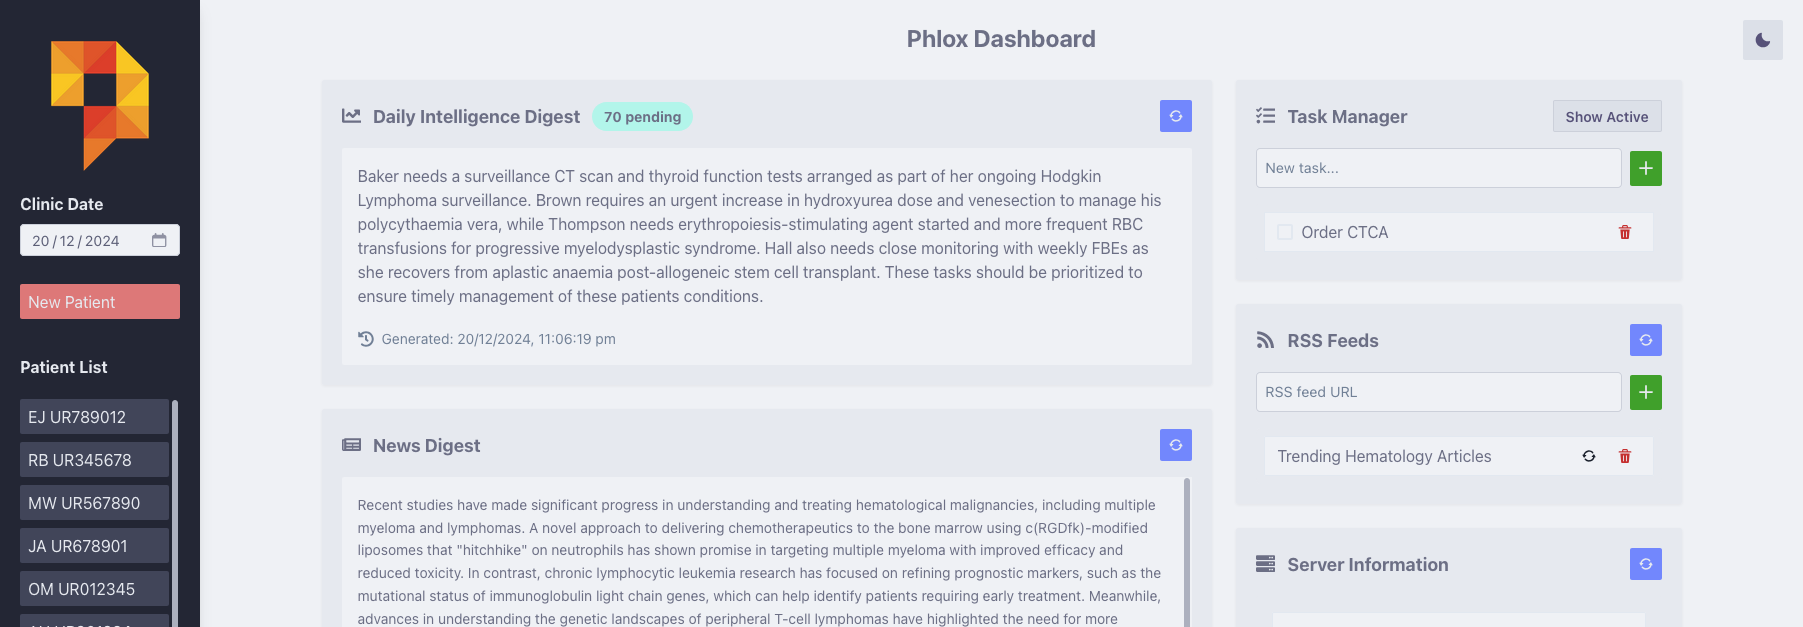 Clinic Date
20/12/2024
New Patient
Patient List
EJ UR789012
RB UR345678
MW UR567890
JA UR678901
OM UR012345
Phlox Dashboard
Daily Intelligence Digest
70 pending
Baker needs a surveillance CT scan and thyroid function tests arranged as part of her ongoing Hodgkin
Lymphoma surveillance. Brown requires an urgent increase in hydroxyurea dose and venesection to manage his
polycythaemia vera, while Thompson needs erythropoiesis-stimulating agent started and more frequent RBC
transfusions for progressive myelodysplastic syndrome. Hall also needs close monitoring with weekly FBEs as
she recovers from aplastic anaemia post-allogeneic stem cell transplant. These tasks should be prioritized to
ensure timely management of these patients conditions.
Generated: 20/12/2024, 11:06:19 pm
News Digest
Recent studies have made significant progress in understanding and treating hematological malignancies, including multiple
myeloma and lymphomas. A novel approach to delivering chemotherapeutics to the bone marrow using c(RGDfk)-modified
liposomes that "hitchhike" on neutrophils has shown promise in targeting multiple myeloma with improved efficacy and
reduced toxicity. In contrast, chronic lymphocytic leukemia research has focused on refining prognostic markers, such as the
mutational status of immunoglobulin light chain genes, which can help identify patients requiring early treatment. Meanwhile,
advances in understanding the genetic landscapes of peripheral T-cell lymphomas have highlighted the need for more
Task Manager
Show Active
New task...
Order CTCA
RSS Feeds
RSS feed URL
Trending Hematology Articles
Server Information